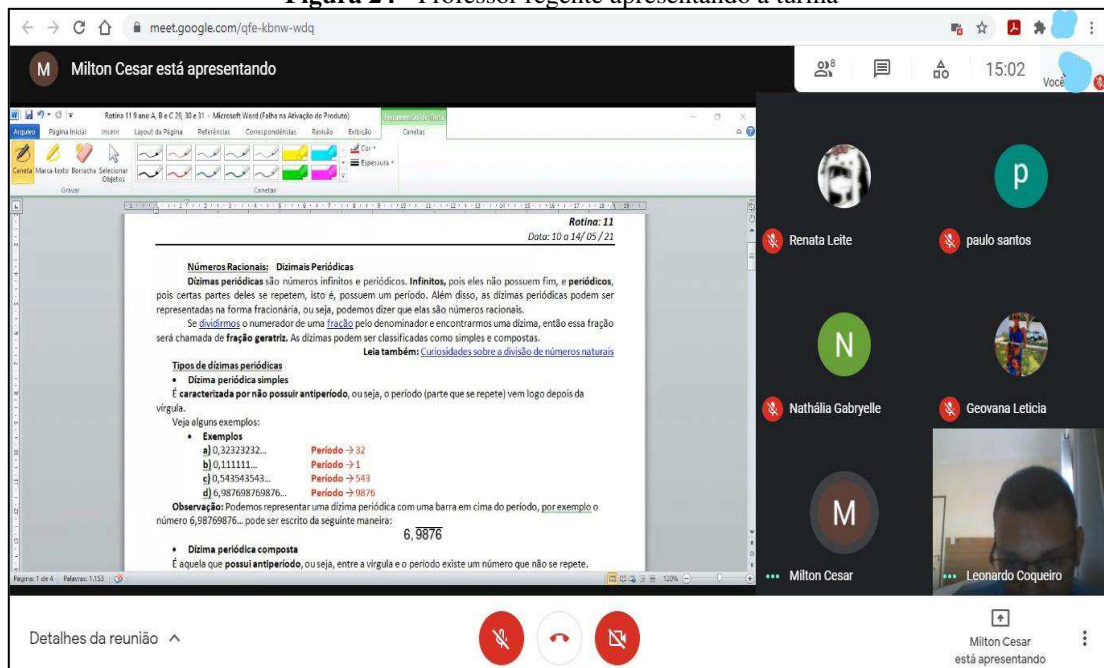 Figura 24 - Professor regente apresentando a turma
meet.google.com/qfe-kbnw-wdq
M Milton Cesar está apresentando
8
15:02
Você
Rotina 11 9 ano A, B e C 29, 30 e 31 - Microsoft Word (Falha na Ativação do Produto)
Ferramentas de Tinta
Arquivo Página Inicial Inserir Layout da Página Referências Correspondências Revisão Exibição Canetas
Caneta Marca-texto Borracha Selecionar Objetos
Cor
Espessura
Gravar
Canetas
Rotina: 11
Data: 10 a 14/ 05 / 21
Números Racionais: Dizimais Periódicas
Dízimas periódicas são números infinitos e periódicos. Infinitos, pois eles não possuem fim, e periódicos,
pois certas partes deles se repetem, isto é, possuem um período. Além disso, as dízimas periódicas podem ser
representadas na forma fracionária, ou seja, podemos dizer que elas são números racionais.
Se dividirmos o numerador de uma fração pelo denominador e encontrarmos uma dízima, então essa fração
será chamada de fração geratriz. As dízimas podem ser classificadas como simples e compostas.
Leia também: Curiosidades sobre a divisão de números naturais
Tipos de dízimas periódicas
• Dízima periódica simples
É caracterizada por não possuir antiperíodo, ou seja, o período (parte que se repete) vem logo depois da
vírgula.
Veja alguns exemplos:
• Exemplos
a) 0,32323232... Período → 32
b) 0,111111... Período → 1
c) 0,543543543... Período → 543
d) 6,987698769876... Período → 9876
Observação: Podemos representar uma dízima periódica com uma barra em cima do período, por exemplo o
número 6,98769876... pode ser escrito da seguinte maneira:
6, 9876
• Dízima periódica composta
É aquela que possui antiperíodo, ou seja, entre a vírgula e o período existe um número que não se repete.
Página: 1 de 4 Palavras: 1.153
120%
Renata Leite
p
paulo santos
N
Nathália Gabryelle
Geovana Leticia
M
Milton Cesar
Leonardo Coqueiro
Detalhes da reunião
Milton Cesar
está apresentando